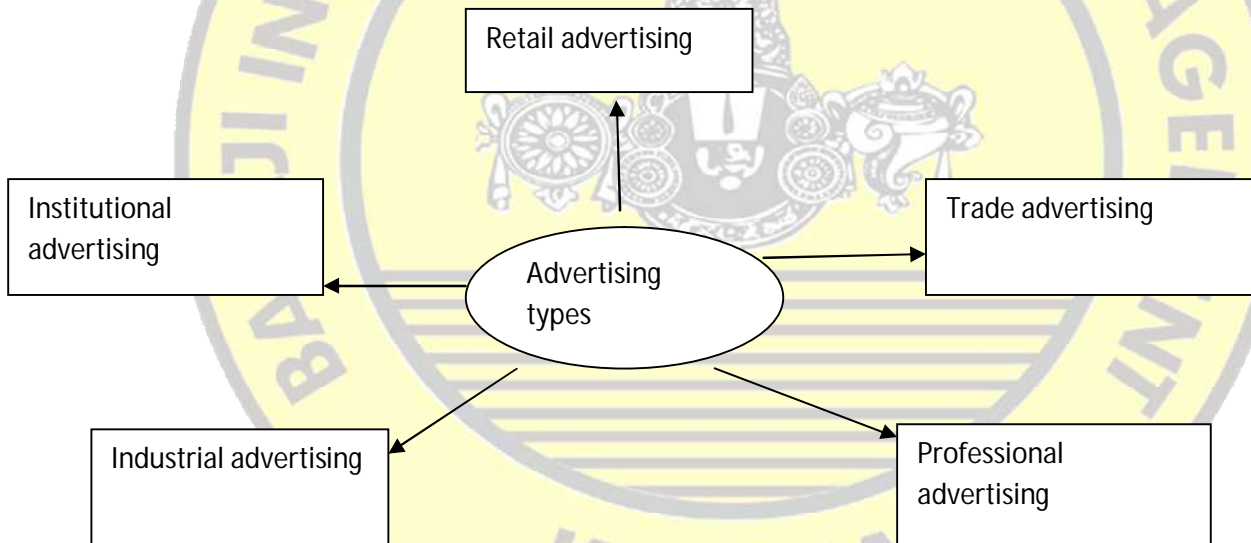 Retail advertising
Institutional
advertising
Trade advertising
Advertising
types
Industrial advertising
Professional
advertising